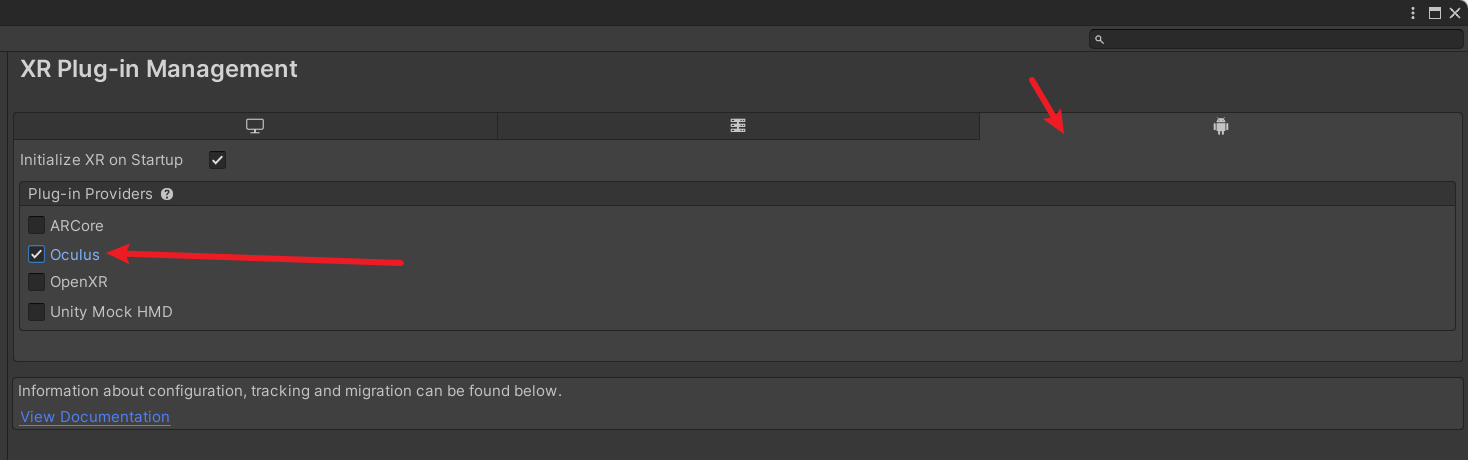 XR Plug-in Management
Initialize XR on Startup
Plug-in Providers
ARCore
Oculus
OpenXR
Unity Mock HMD
Information about configuration, tracking and migration can be found below.
View Documentation